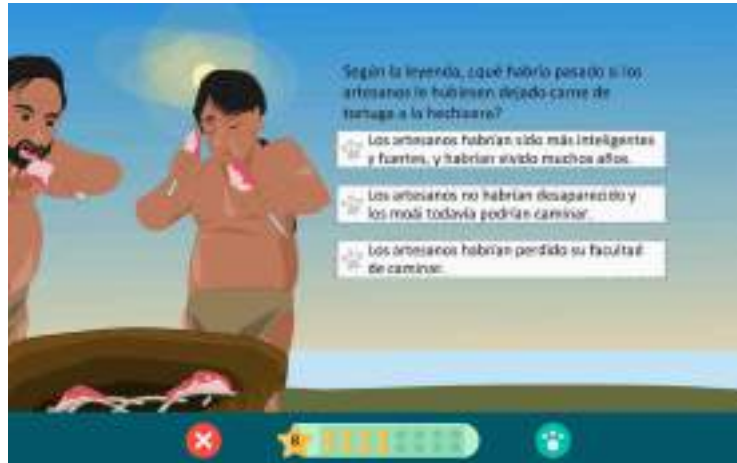 Según la leyenda, ¿qué habría pasado si los
artesanos le hubiesen dejado carne de
tortuga a la hechicera?
Los artesanos habrían sido más inteligentes
y fuertes, y habrían vivido muchos años.
Los artesanos no habrían desaparecido y
los moái todavía podrían caminar.
Los artesanos habrían perdido su facultad
de caminar.
8